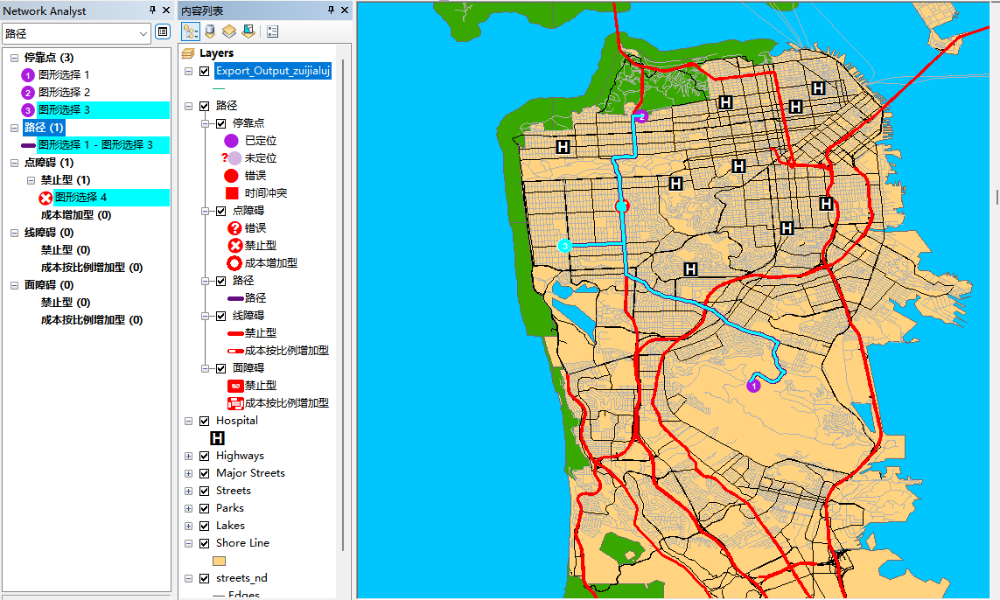 Network Analyst
路径
停靠点 (3)
1 图形选择 1
2 图形选择 2
3 图形选择 3
路径 (1)
图形选择 1 - 图形选择 3
点障碍 (1)
禁止型 (1)
图形选择 4
成本增加型 (0)
线障碍 (0)
禁止型 (0)
成本按比例增加型 (0)
面障碍 (0)
禁止型 (0)
成本按比例增加型 (0)
内容列表
Layers
Export_Output_zuijialuj
路径
停靠点
已定位
? 未定位
错误
时间冲突
点障碍
? 错误
禁止型
成本增加型
路径
路径
线障碍
禁止型
成本按比例增加型
面障碍
禁止型
成本按比例增加型
Hospital
H
Highways
Major Streets
Streets
Parks
Lakes
Shore Line
streets_nd
Edges
H
H
H
2
H
H
H
H
H
3
H
1